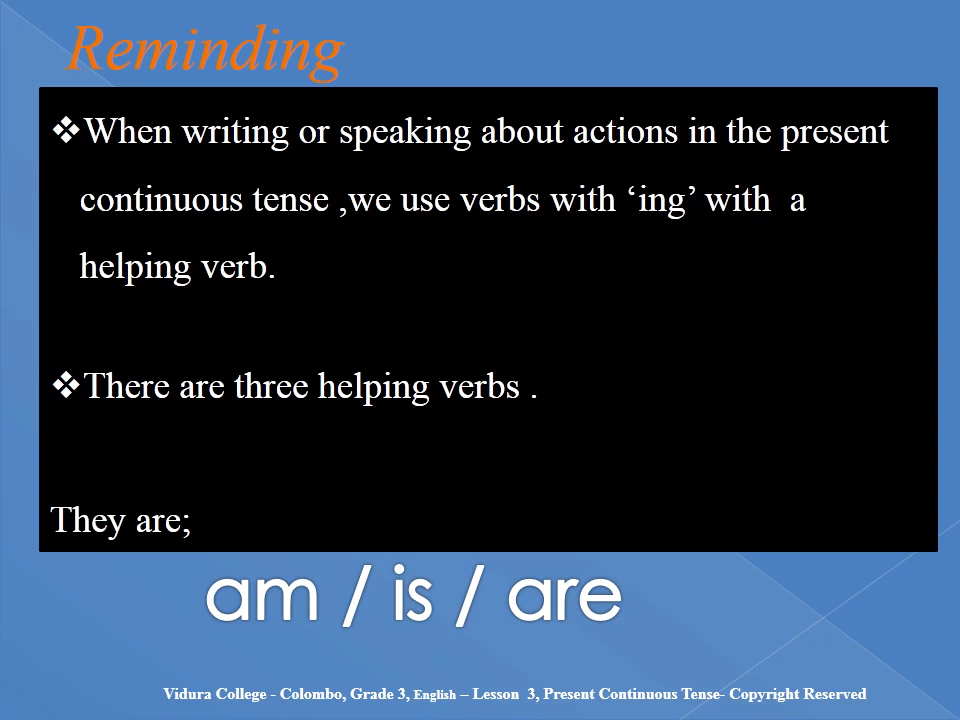 Reminding
❖When writing or speaking about actions in the present
continuous tense ,we use verbs with ‘ing’ with  a
helping verb.
❖There are three helping verbs .
They are;
am / is / are
Vidura College - Colombo, Grade 3, English – Lesson  3, Present Continuous Tense- Copyright Reserved